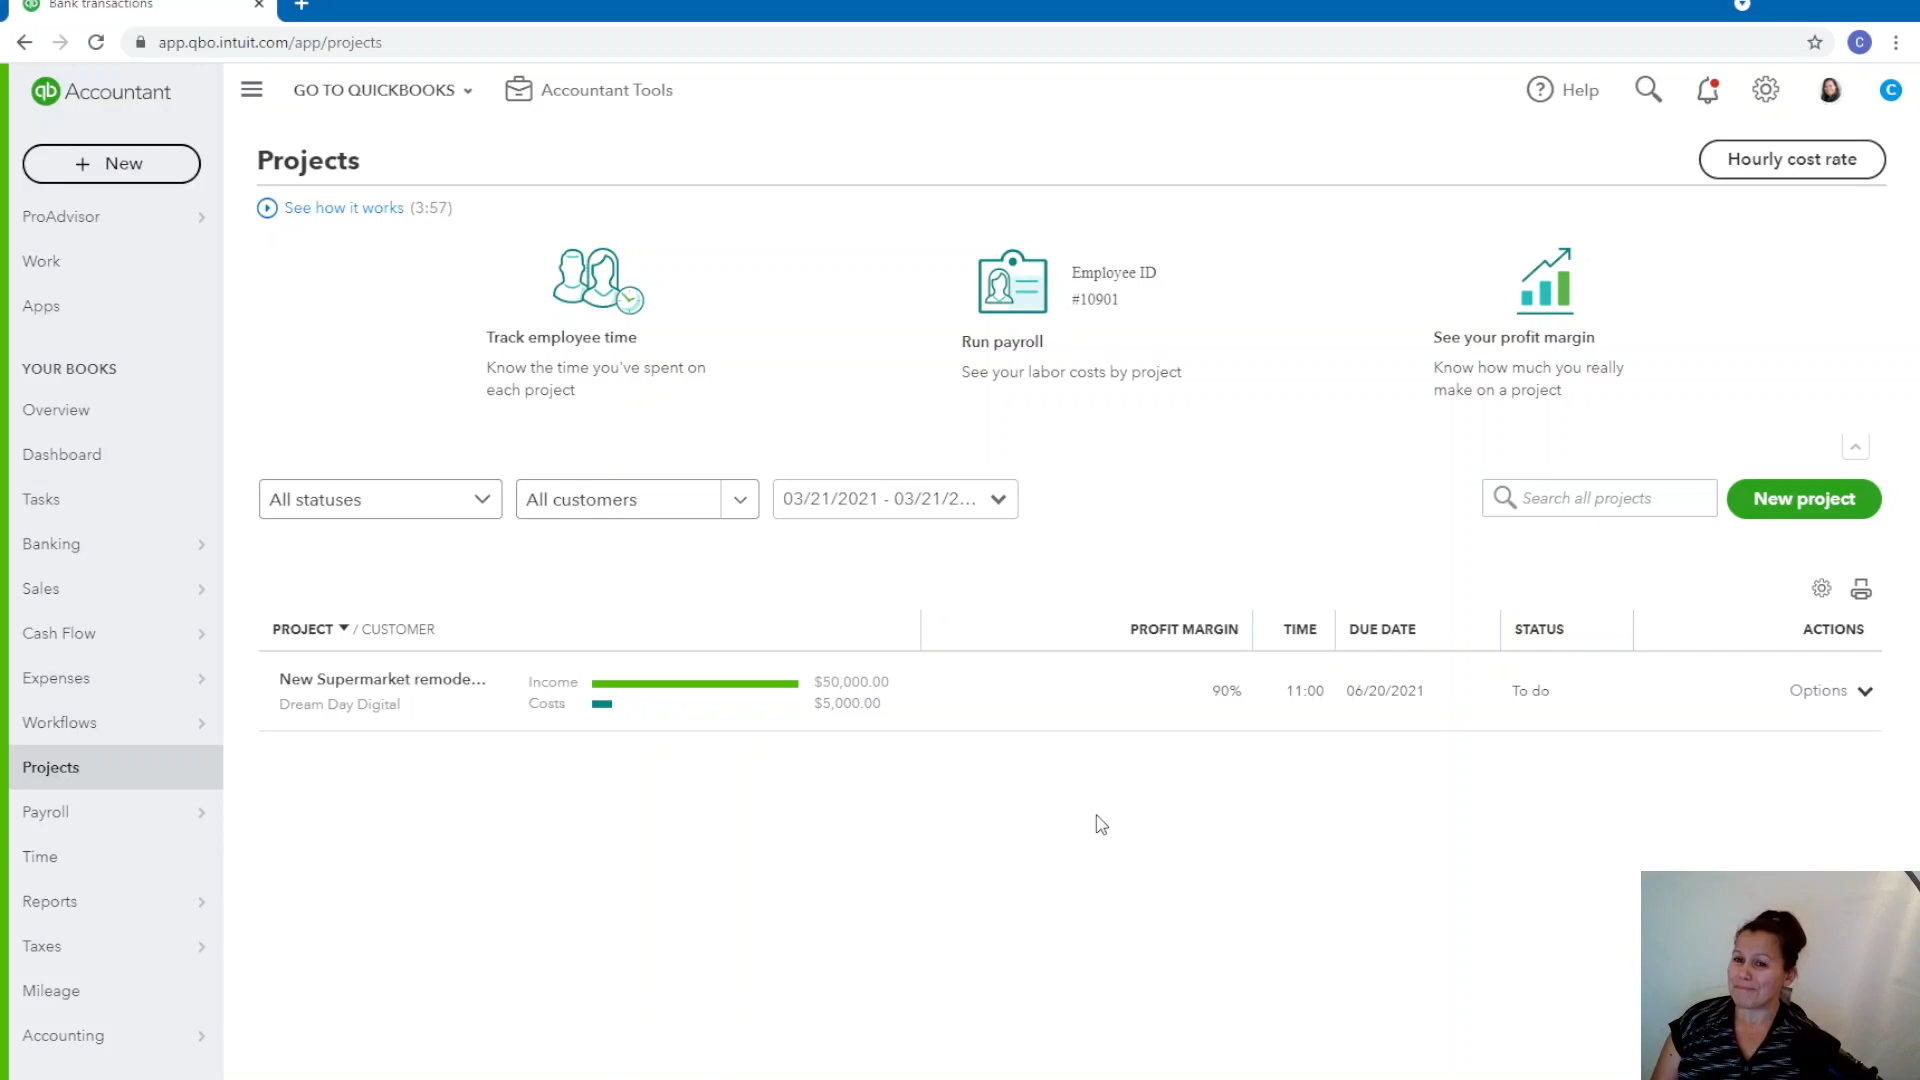 Bank transactions
app.qbo.intuit.com/app/projects
C
qb Accountant
GO TO QUICKBOOKS
Accountant Tools
? Help
C
+ New
Projects
Hourly cost rate
See how it works (3:57)
ProAdvisor
Work
Apps
YOUR BOOKS
Overview
Dashboard
Tasks
Banking
Sales
Cash Flow
Expenses
Workflows
Projects
Payroll
Time
Reports
Taxes
Mileage
Accounting
Track employee time
Know the time you've spent on
each project
Employee ID
#10901
Run payroll
See your labor costs by project
See your profit margin
Know how much you really
make on a project
All statuses
All customers
03/21/2021 - 03/21/2...
Search all projects
New project
PROJECT / CUSTOMER
PROFIT MARGIN
TIME
DUE DATE
STATUS
ACTIONS
New Supermarket remode...
Dream Day Digital
Income $50,000.00
Costs $5,000.00
90%
11:00
06/20/2021
To do
Options